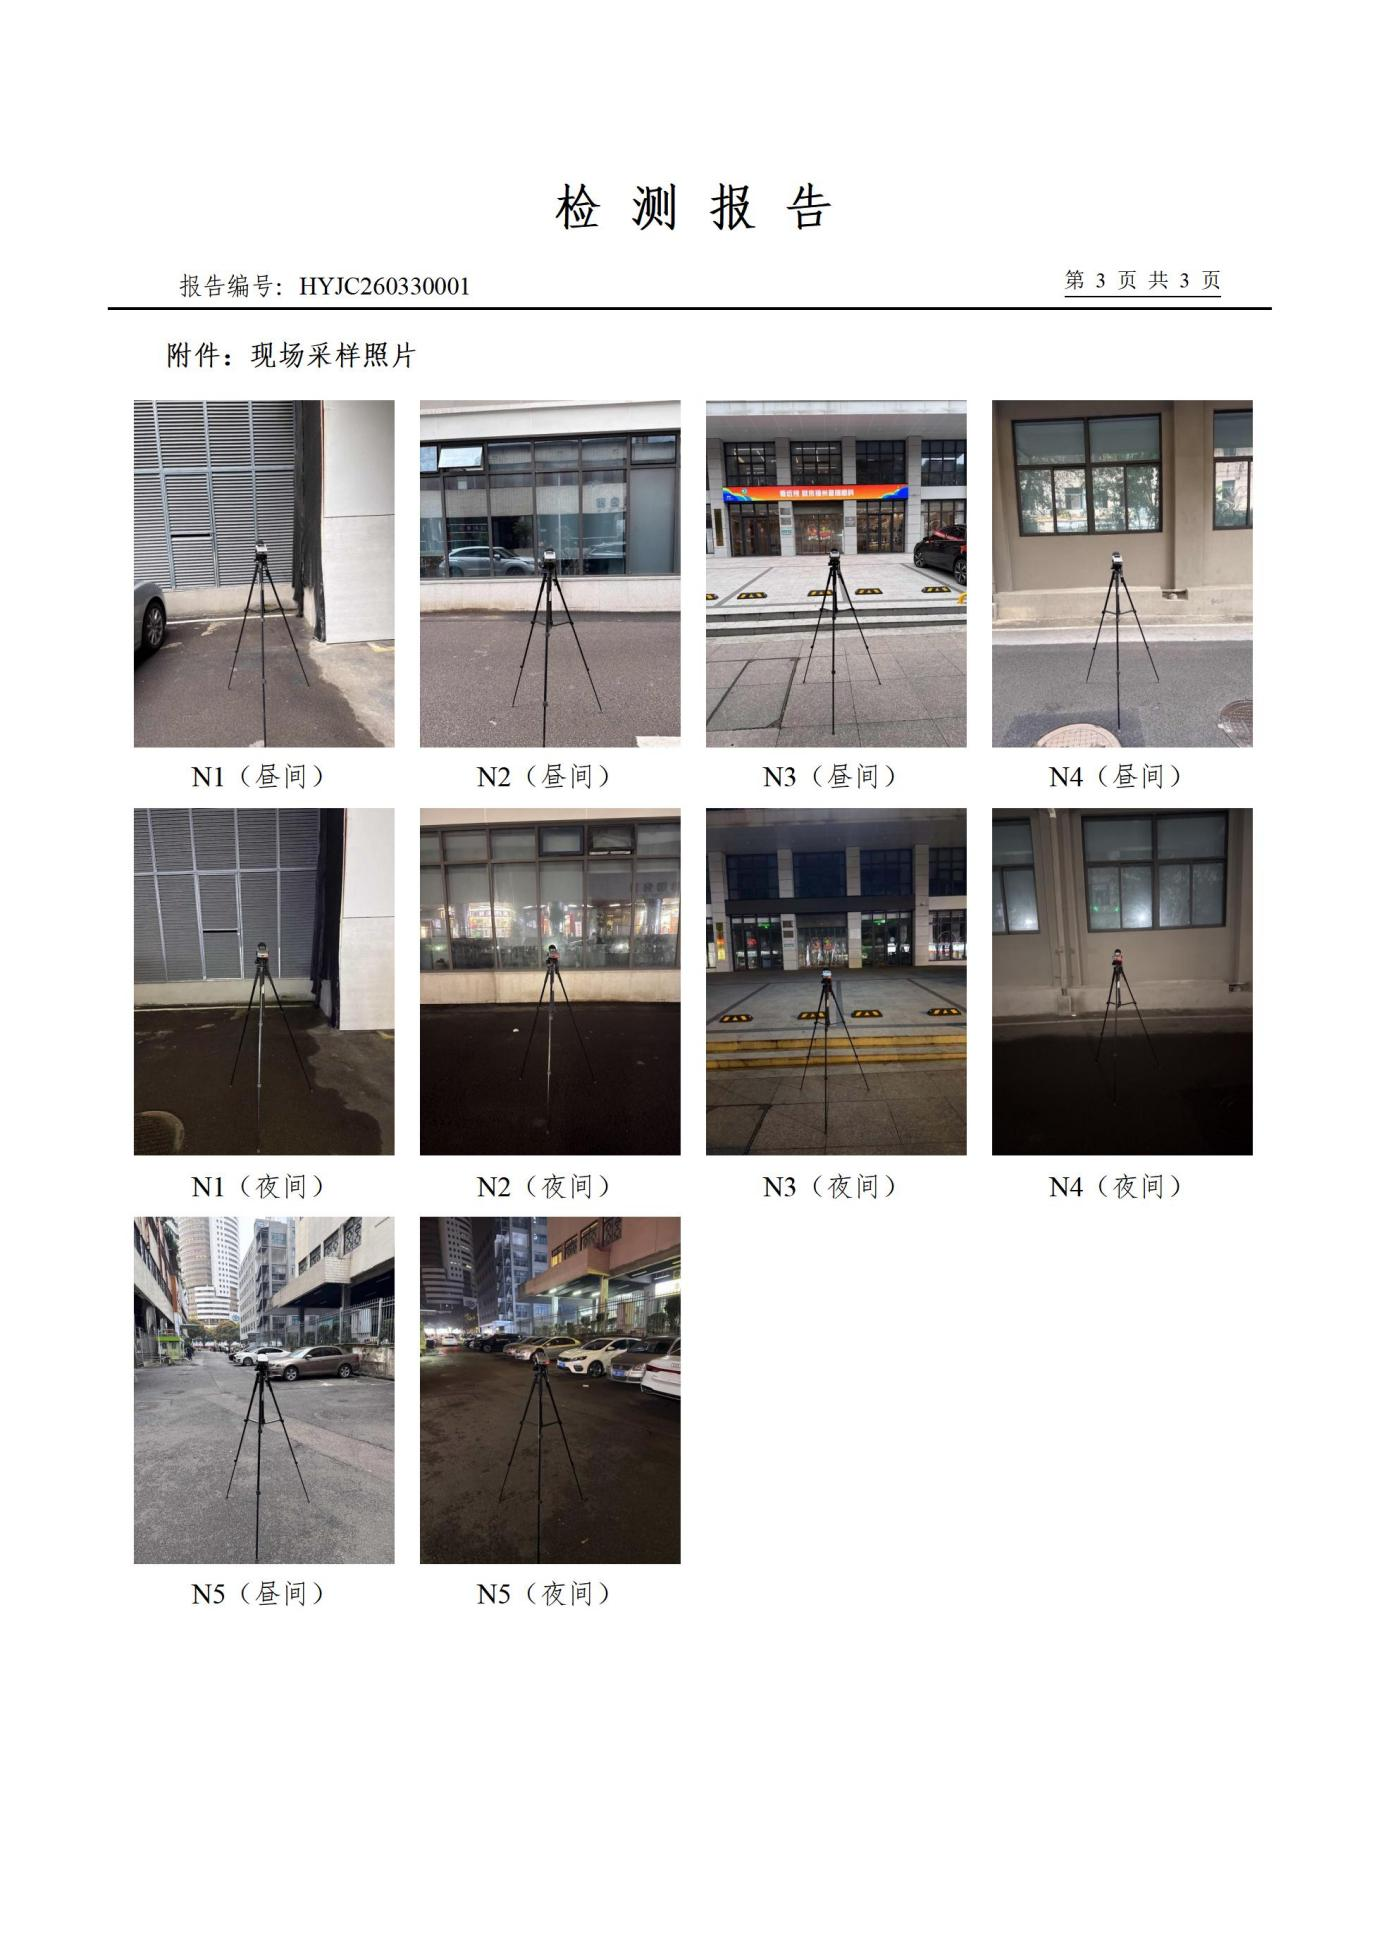 检测报告
报告编号：HYJC260330001
第 3 页 共 3 页
附件：现场采样照片
N1（昼间）
N2（昼间）
N3（昼间）
N4（昼间）
N1（夜间）
N2（夜间）
N3（夜间）
N4（夜间）
N5（昼间）
N5（夜间）